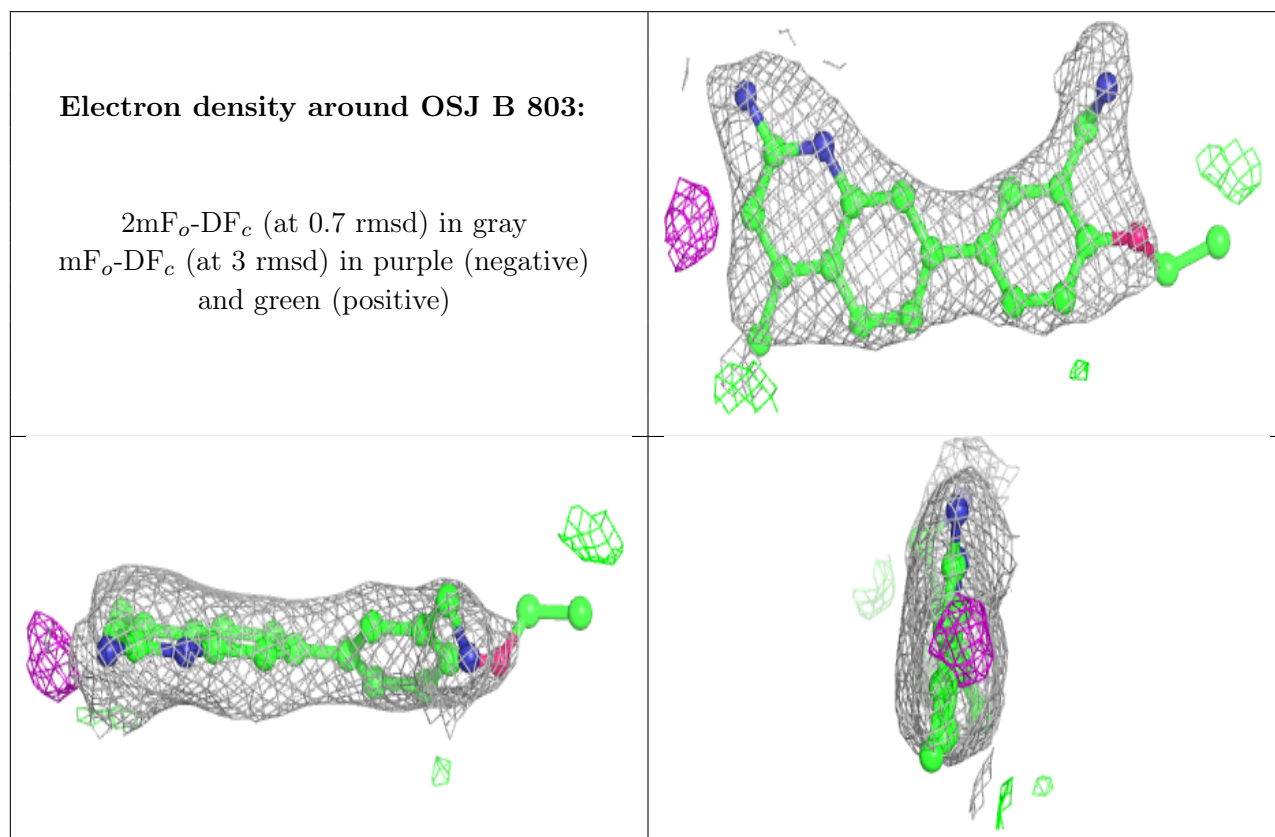 Electron density around OSJ B 803:
2mFo-DFc (at 0.7 rmsd) in gray
mFo-DFc (at 3 rmsd) in purple (negative)
and green (positive)